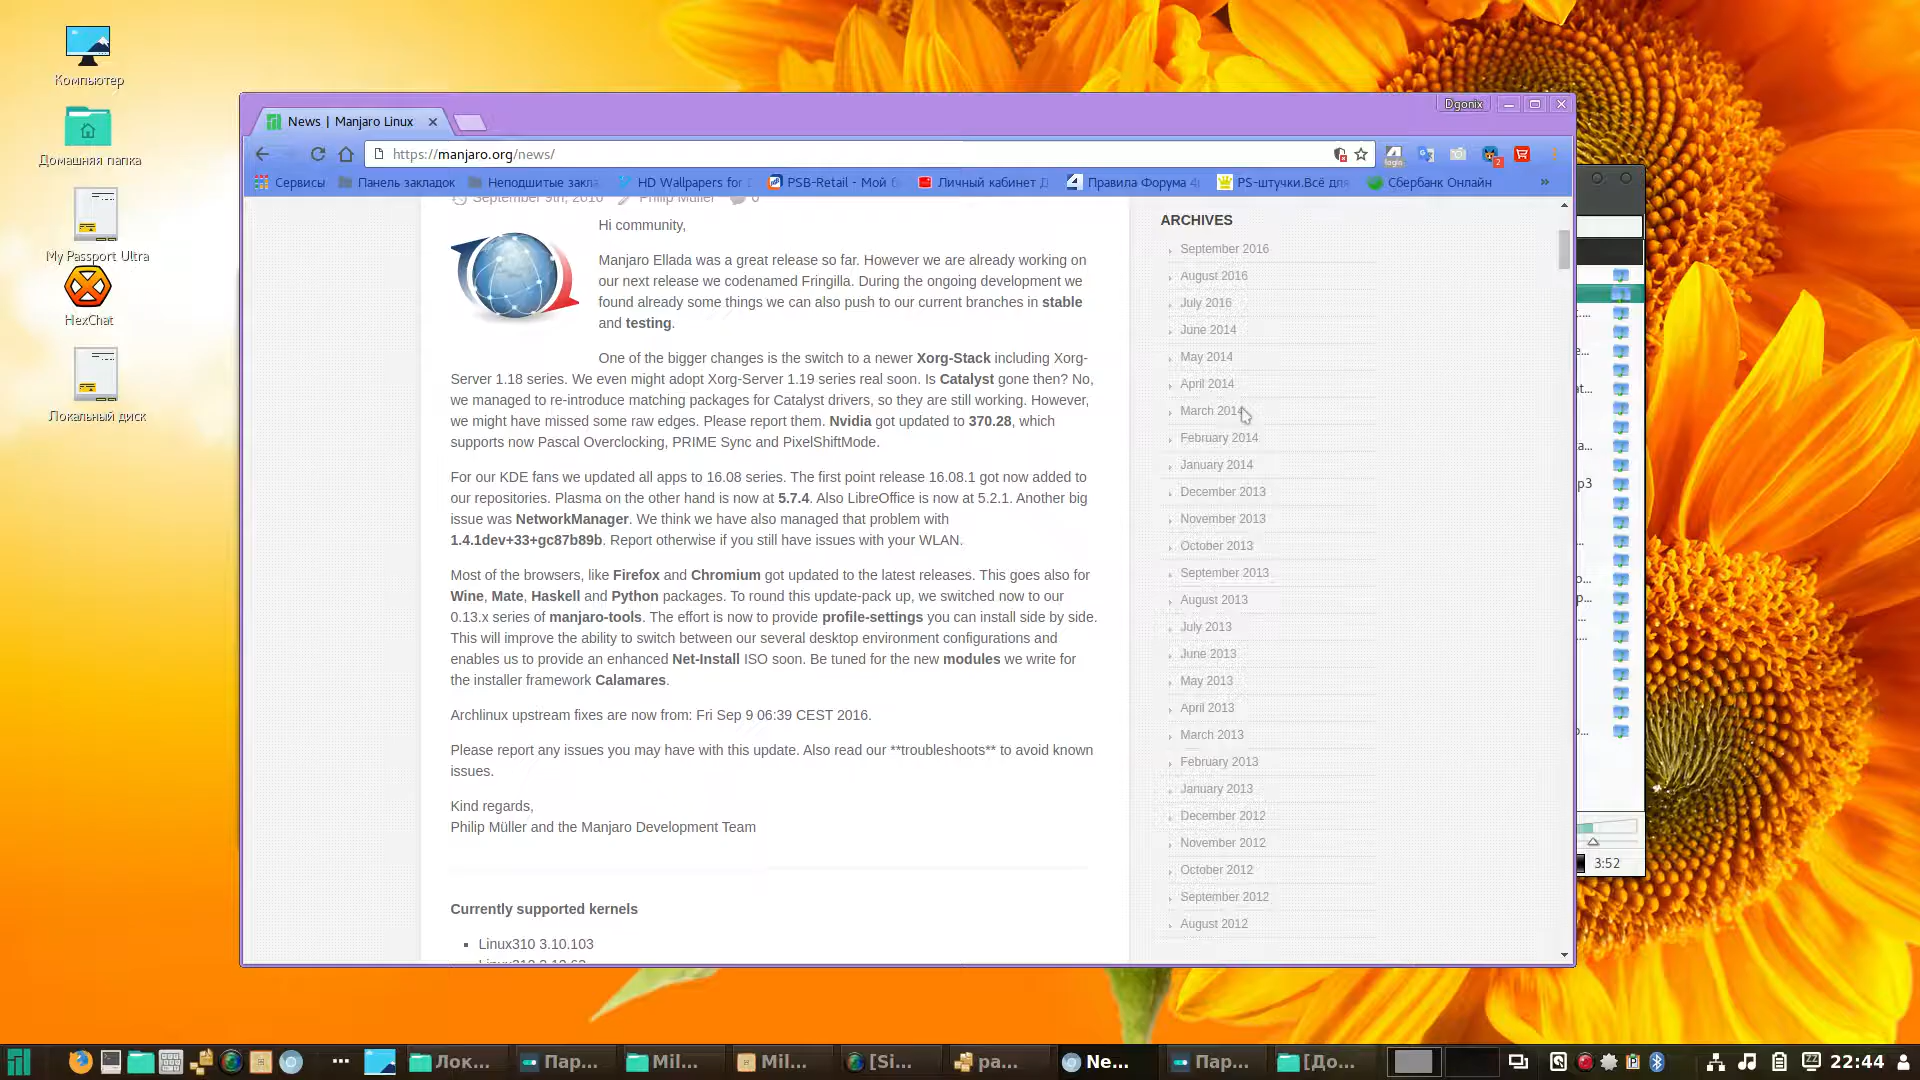 Компьютер
Домашняя папка
My Passport Ultra
HexChat
Локальный диск
Dgonix
News | Manjaro Linux
https://manjaro.org/news/
login
2
Сервисы
Панель закладок
Неподшитые закла
HD Wallpapers for
PSB-Retail - Мой б
Личный кабинет Д
Правила Форума 4
PS-штучки.Всё для
Сбербанк Онлайн
»
September 9th, 2016 Philip Müller 0
Hi community,
Manjaro Ellada was a great release so far. However we are already working on
our next release we codenamed Fringilla. During the ongoing development we
found already some things we can also push to our current branches in stable
and testing.
One of the bigger changes is the switch to a newer Xorg-Stack including Xorg-
Server 1.18 series. We even might adopt Xorg-Server 1.19 series real soon. Is Catalyst gone then? No,
we managed to re-introduce matching packages for Catalyst drivers, so they are still working. However,
we might have missed some raw edges. Please report them. Nvidia got updated to 370.28, which
supports now Pascal Overclocking, PRIME Sync and PixelShiftMode.
For our KDE fans we updated all apps to 16.08 series. The first point release 16.08.1 got now added to
our repositories. Plasma on the other hand is now at 5.7.4. Also LibreOffice is now at 5.2.1. Another big
issue was NetworkManager. We think we have also managed that problem with
1.4.1dev+33+gc87b89b. Report otherwise if you still have issues with your WLAN.
Most of the browsers, like Firefox and Chromium got updated to the latest releases. This goes also for
Wine, Mate, Haskell and Python packages. To round this update-pack up, we switched now to our
0.13.x series of manjaro-tools. The effort is now to provide profile-settings you can install side by side.
This will improve the ability to switch between our several desktop environment configurations and
enables us to provide an enhanced Net-Install ISO soon. Be tuned for the new modules we write for
the installer framework Calamares.
Archlinux upstream fixes are now from: Fri Sep 9 06:39 CEST 2016.
Please report any issues you may have with this update. Also read our **troubleshoots** to avoid known
issues.
Kind regards,
Philip Müller and the Manjaro Development Team
Currently supported kernels
Linux310 3.10.103
ARCHIVES
September 2016
August 2016
July 2016
June 2014
May 2014
April 2014
March 2014
February 2014
January 2014
December 2013
November 2013
October 2013
September 2013
August 2013
July 2013
June 2013
May 2013
April 2013
March 2013
February 2013
January 2013
December 2012
November 2012
October 2012
September 2012
August 2012
p3
3:52
Лок...
Пар...
Mil...
Mil...
[Si...
pa...
Ne...
Пар...
[До...
22:44